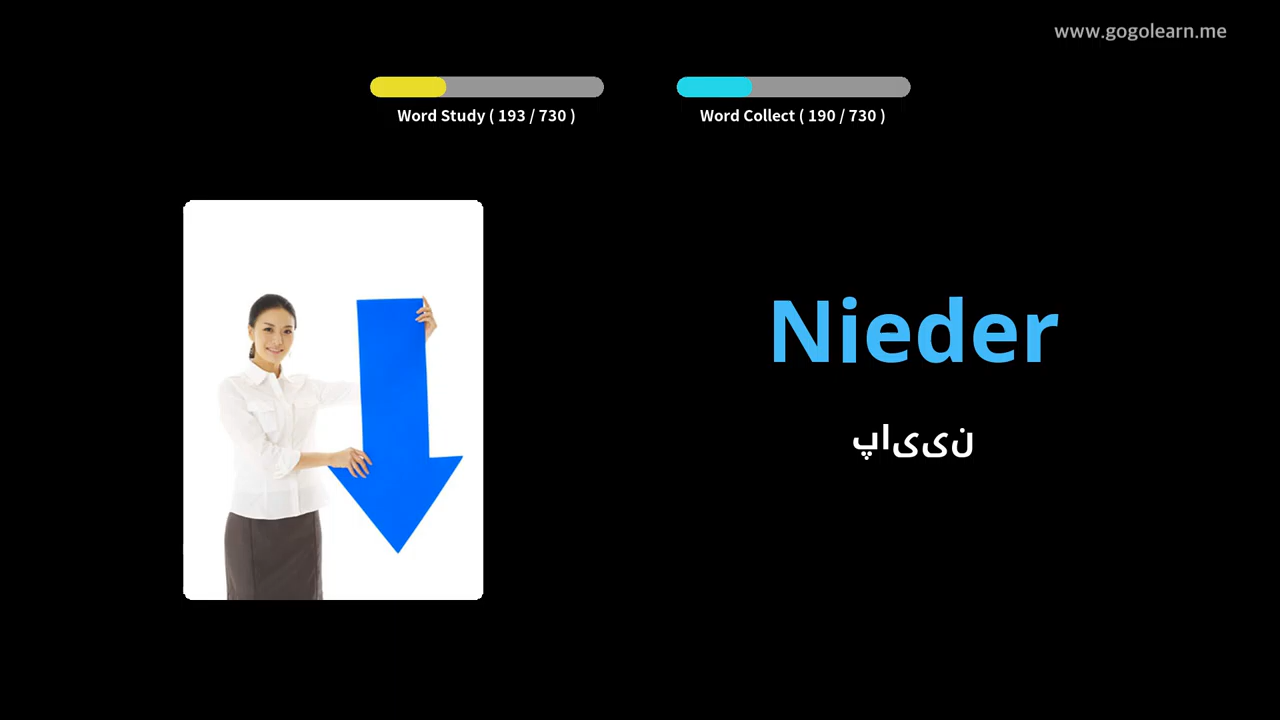 www.gogolearn.me
Word Study ( 193 / 730 )
Word Collect ( 190 / 730 )
Nieder
پایین